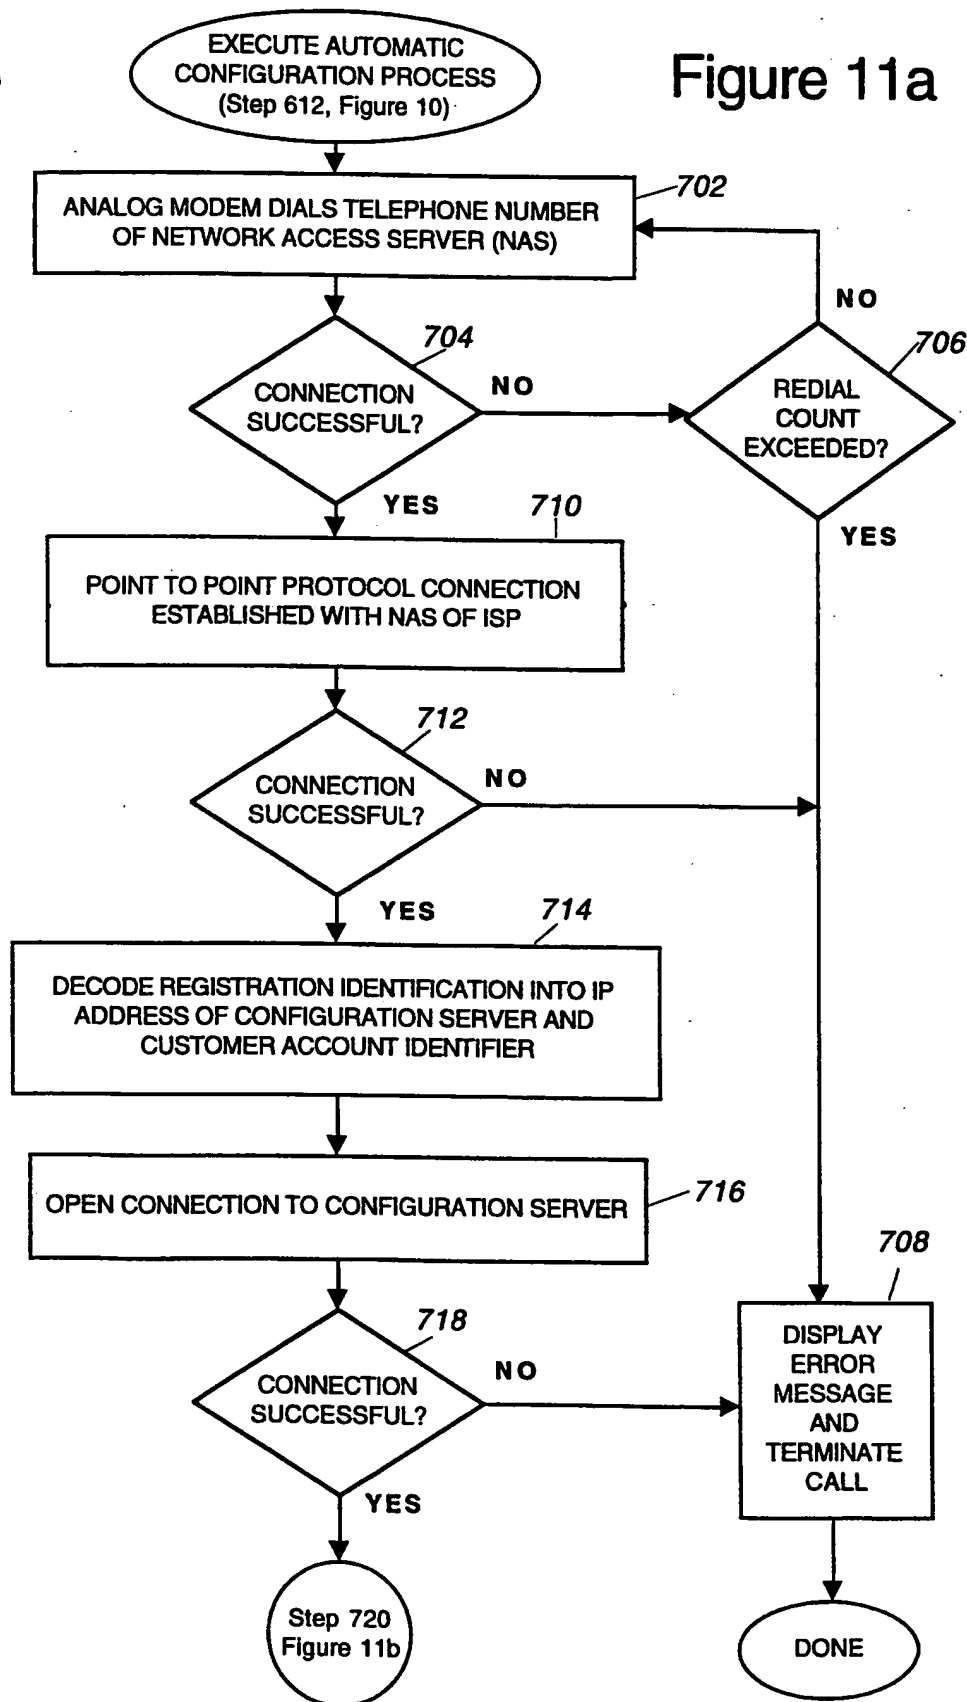 EXECUTE AUTOMATIC
CONFIGURATION PROCESS
(Step 612, Figure 10)
Figure 11a
702
ANALOG MODEM DIALS TELEPHONE NUMBER
OF NETWORK ACCESS SERVER (NAS)
NO
704
706
CONNECTION
SUCCESSFUL?
NO
REDIAL
COUNT
EXCEEDED?
YES
710
YES
POINT TO POINT PROTOCOL CONNECTION
ESTABLISHED WITH NAS OF ISP
712
CONNECTION
SUCCESSFUL?
NO
YES
714
DECODE REGISTRATION IDENTIFICATION INTO IP
ADDRESS OF CONFIGURATION SERVER AND
CUSTOMER ACCOUNT IDENTIFIER
OPEN CONNECTION TO CONFIGURATION SERVER
716
708
718
CONNECTION
SUCCESSFUL?
NO
DISPLAY
ERROR
MESSAGE
AND
TERMINATE
CALL
YES
Step 720
Figure 11b
DONE